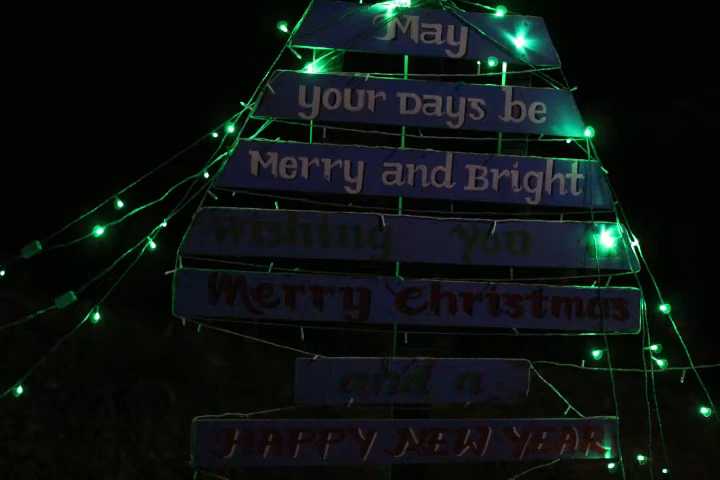 May
your Days be
Merry and Bright
wishing you
Merry Christmas
and a
HAPPY NEW YEAR